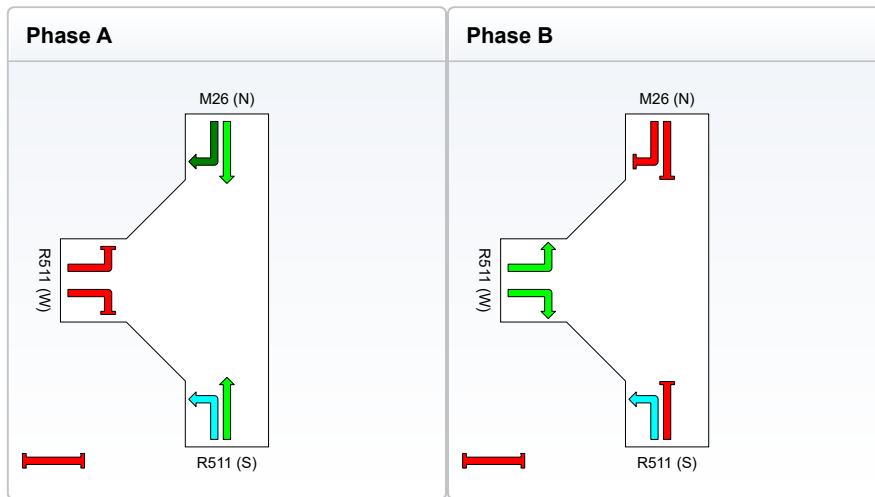 Phase A
M26 (N)
R511 (W)
R511 (S)
Phase B
M26 (N)
R511 (W)
R511 (S)